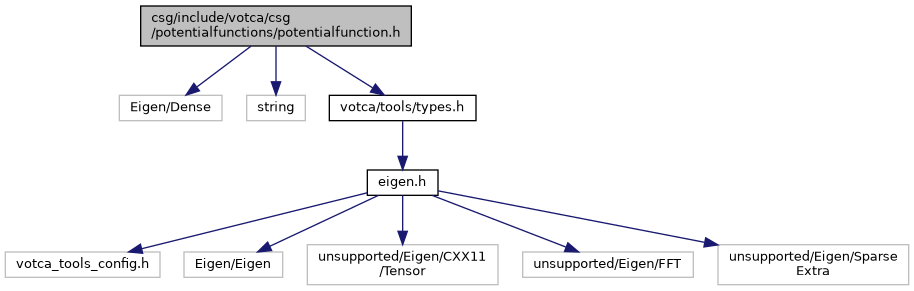 csg/include/votca/csg
/potentialfunctions/potentialfunction.h
Eigen/Dense
string
votca/tools/types.h
eigen.h
votca_tools_config.h
Eigen/Eigen
unsupported/Eigen/CXX11
/Tensor
unsupported/Eigen/FFT
unsupported/Eigen/Sparse
Extra